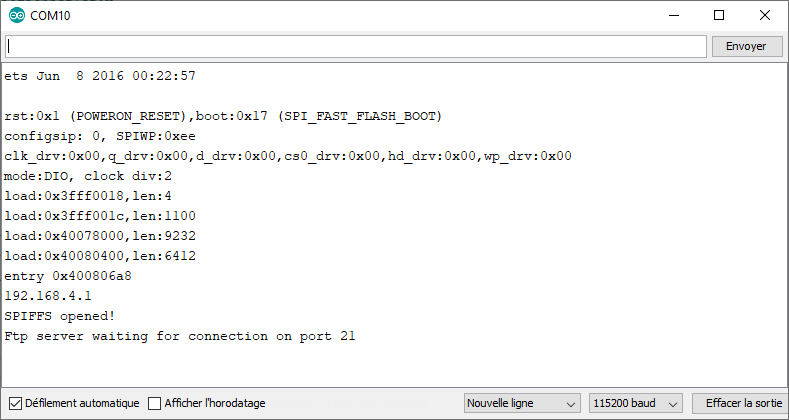 COM10
Envoyer
ets Jun  8 2016 00:22:57
rst:0x1 (POWERON_RESET),boot:0x17 (SPI_FAST_FLASH_BOOT)
configsip: 0, SPIWP:0xee
clk_drv:0x00,q_drv:0x00,d_drv:0x00,cs0_drv:0x00,hd_drv:0x00,wp_drv:0x00
mode:DIO, clock div:2
load:0x3fff0018,len:4
load:0x3fff001c,len:1100
load:0x40078000,len:9232
load:0x40080400,len:6412
entry 0x400806a8
192.168.4.1
SPIFFS opened!
Ftp server waiting for connection on port 21
Défilement automatique Afficher l'horodatage Nouvelle ligne 115200 baud Effacer la sortie